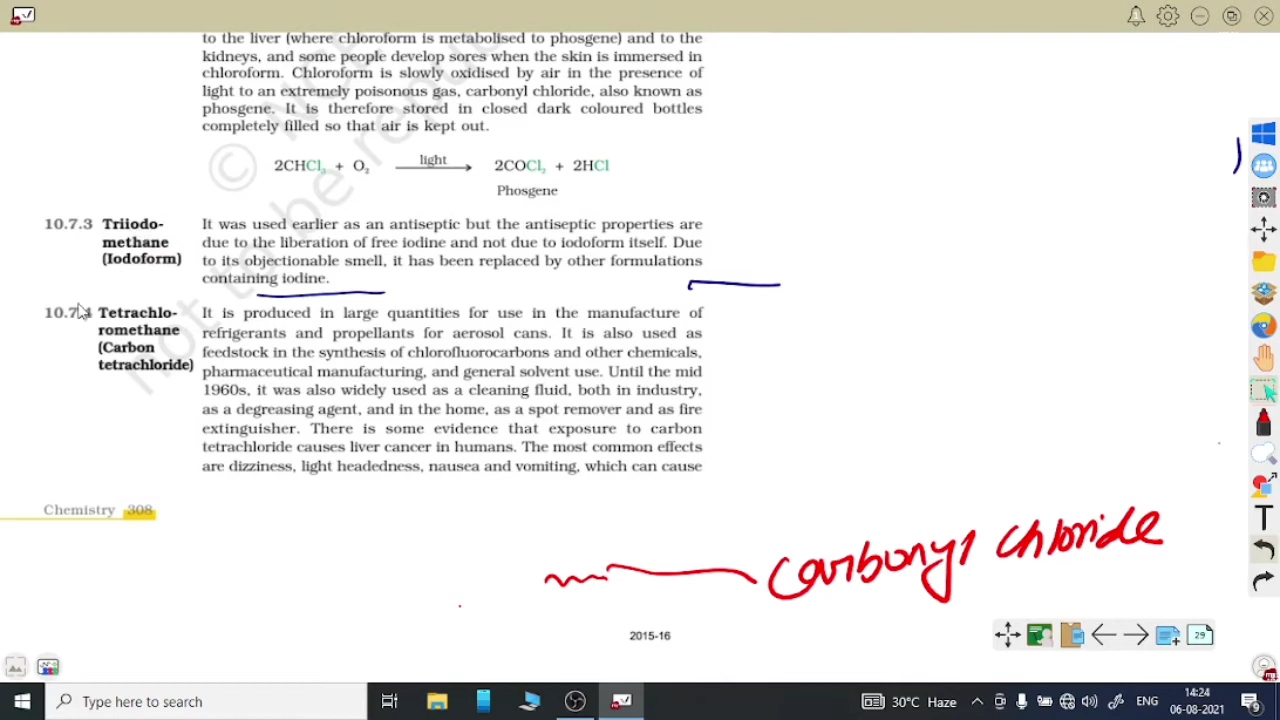 to the liver (where chloroform is metabolised to phosgene) and to the
kidneys, and some people develop sores when the skin is immersed in
chloroform. Chloroform is slowly oxidised by air in the presence of
light to an extremely poisonous gas, carbonyl chloride, also known as
phosgene. It is therefore stored in closed dark coloured bottles
completely filled so that air is kept out.
2CHCl3 + O2 light 2COCl2 + 2HCl
Phosgene
10.7.3 Triiodo-
methane
(Iodoform)
It was used earlier as an antiseptic but the antiseptic properties are
due to the liberation of free iodine and not due to iodoform itself. Due
to its objectionable smell, it has been replaced by other formulations
containing iodine.
10.7.4 Tetrachlo-
romethane
(Carbon
tetrachloride)
It is produced in large quantities for use in the manufacture of
refrigerants and propellants for aerosol cans. It is also used as
feedstock in the synthesis of chlorofluorocarbons and other chemicals,
pharmaceutical manufacturing, and general solvent use. Until the mid
1960s, it was also widely used as a cleaning fluid, both in industry,
as a degreasing agent, and in the home, as a spot remover and as fire
extinguisher. There is some evidence that exposure to carbon
tetrachloride causes liver cancer in humans. The most common effects
are dizziness, light headedness, nausea and vomiting, which can cause
Chemistry 308
Carbonyl chloride
2015-16
29
Type here to search
30°C Haze
ENG
14:24
06-08-2021
9
© NCERT
not to be republished